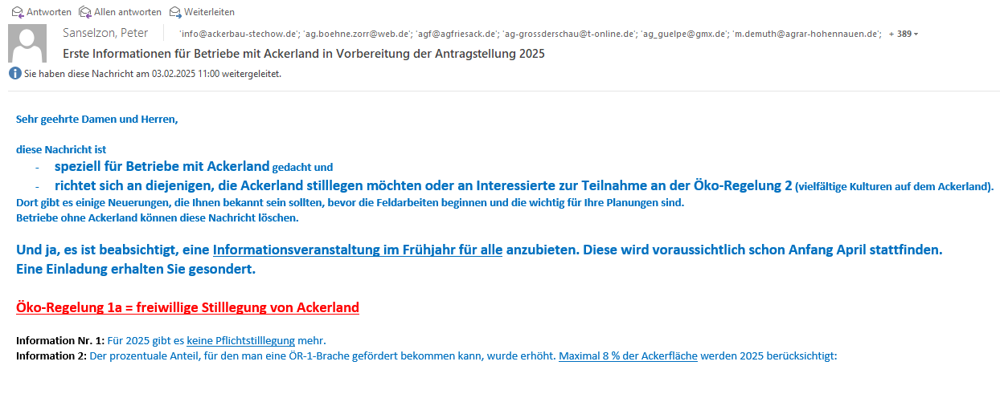 Antworten Allen antworten Weiterleiten
Sanselzon, Peter 'info@ackerbau-stechow.de'; 'ag.boehne.zorr@web.de'; 'agf@agfriesack.de'; 'ag-grossderschau@t-online.de'; 'ag_guelpe@gmx.de'; 'm.demuth@agrar-hohennauen.de'; + 389
Erste Informationen für Betriebe mit Ackerland in Vorbereitung der Antragstellung 2025
Sie haben diese Nachricht am 03.02.2025 11:00 weitergeleitet.
Sehr geehrte Damen und Herren,
diese Nachricht ist
- speziell für Betriebe mit Ackerland gedacht und
- richtet sich an diejenigen, die Ackerland stilllegen möchten oder an Interessierte zur Teilnahme an der Öko-Regelung 2 (vielfältige Kulturen auf dem Ackerland).
Dort gibt es einige Neuerungen, die Ihnen bekannt sein sollten, bevor die Feldarbeiten beginnen und die wichtig für Ihre Planungen sind.
Betriebe ohne Ackerland können diese Nachricht löschen.
Und ja, es ist beabsichtigt, eine Informationsveranstaltung im Frühjahr für alle anzubieten. Diese wird voraussichtlich schon Anfang April stattfinden.
Eine Einladung erhalten Sie gesondert.
Öko-Regelung 1a = freiwillige Stilllegung von Ackerland
Information Nr. 1: Für 2025 gibt es keine Pflichtstilllegung mehr.
Information 2: Der prozentuale Anteil, für den man eine ÖR-1-Brache gefördert bekommen kann, wurde erhöht. Maximal 8 % der Ackerfläche werden 2025 berücksichtigt: